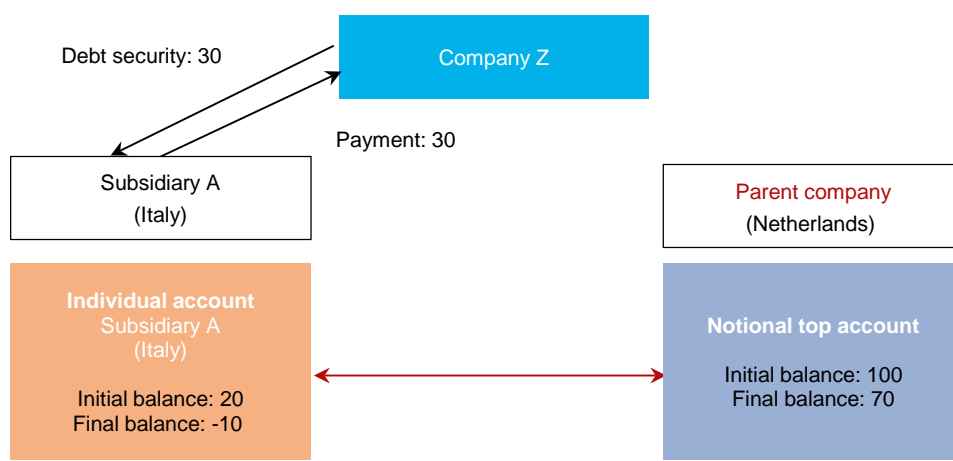 Debt security: 30
Company Z
Payment: 30
Subsidiary A
(Italy)
Parent company
(Netherlands)
Individual account
Subsidiary A
(Italy)
Initial balance: 20
Final balance: -10
Notional top account
Initial balance: 100
Final balance: 70